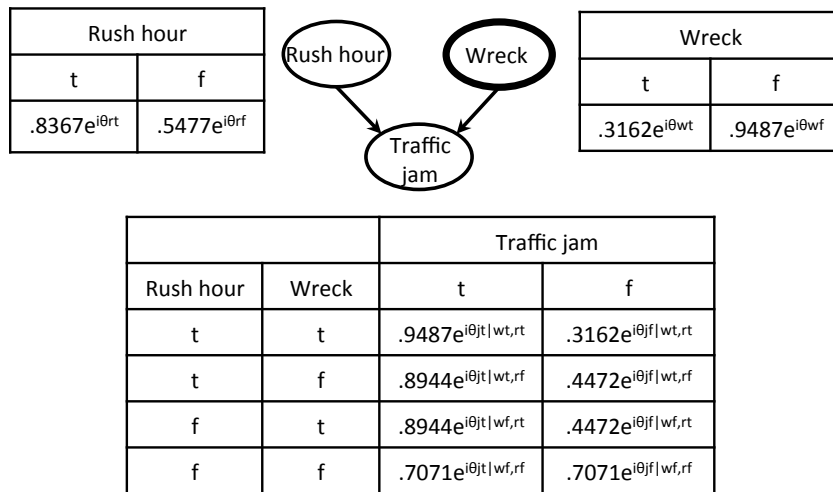 Rush hour
t f
.8367e^iθrt .5477e^iθrf
Rush hour
Wreck
Traffic
jam
Wreck
t f
.3162e^iθwt .9487e^iθwf
Traffic jam
Rush hour Wreck t f
t t .9487e^iθjt|wt,rt .3162e^iθjf|wt,rt
t f .8944e^iθjt|wt,rf .4472e^iθjf|wt,rf
f t .8944e^iθjt|wf,rt .4472e^iθjf|wf,rt
f f .7071e^iθjt|wf,rf .7071e^iθjf|wf,rf